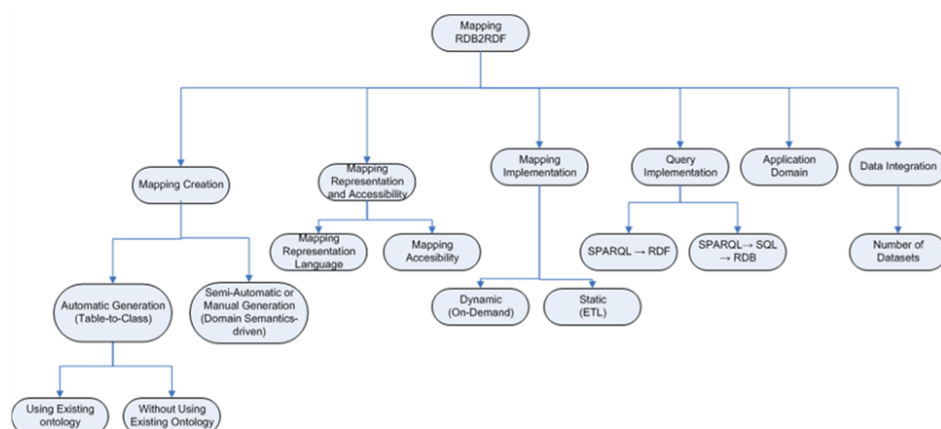 Mapping
RDB2RDF
Mapping Creation
Mapping
Representation
and Accessibility
Mapping
Implementation
Query
Implementation
Application
Domain
Data Integration
Mapping
Representation
Language
Mapping
Accesibility
SPARQL → RDF
SPARQL→ SQL
→ RDB
Number of
Datasets
Automatic Generation
(Table-to-Class)
Semi-Automatic or
Manual Generation
(Domain Semantics-
driven)
Dynamic
(On-Demand)
Static
(ETL)
Using Existing
ontology
Without Using
Existing Ontology